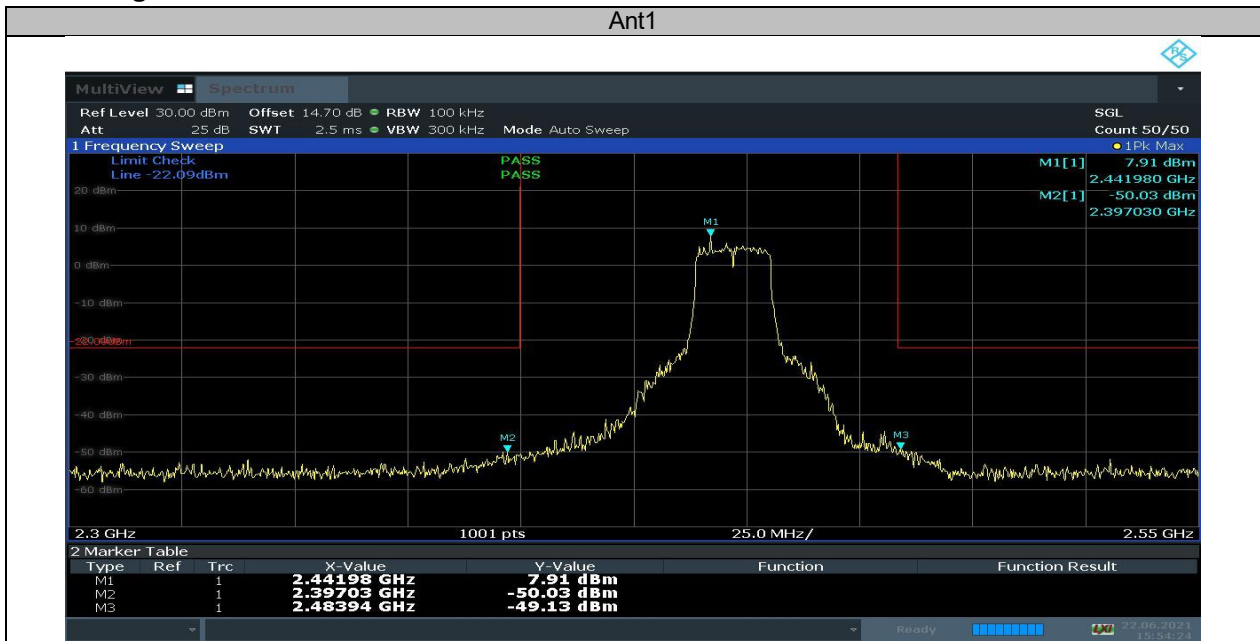 Ant1
R&S
MultiView Spectrum
Ref Level 30.00 dBm Offset 14.70 dB RBW 100 kHz SGL
Att 25 dB SWT 2.5 ms VBW 300 kHz Mode Auto Sweep Count 50/50
1 Frequency Sweep 1Pk Max
Limit Check PASS M1[1] 7.91 dBm
Line -22.09dBm PASS 2.441980 GHz
20 dBm M2[1] -50.03 dBm
2.397030 GHz
M1
10 dBm
0 dBm
-10 dBm
-20 dBm
-30 dBm
-40 dBm
M2 M3
-50 dBm
-60 dBm
2.3 GHz 1001 pts 25.0 MHz/ 2.55 GHz
2 Marker Table
Type Ref Trc X-Value Y-Value Function Function Result
M1 1 2.44198 GHz 7.91 dBm
M2 1 2.39703 GHz -50.03 dBm
M3 1 2.48394 GHz -49.13 dBm
Ready 22.06.2021
15:54:24